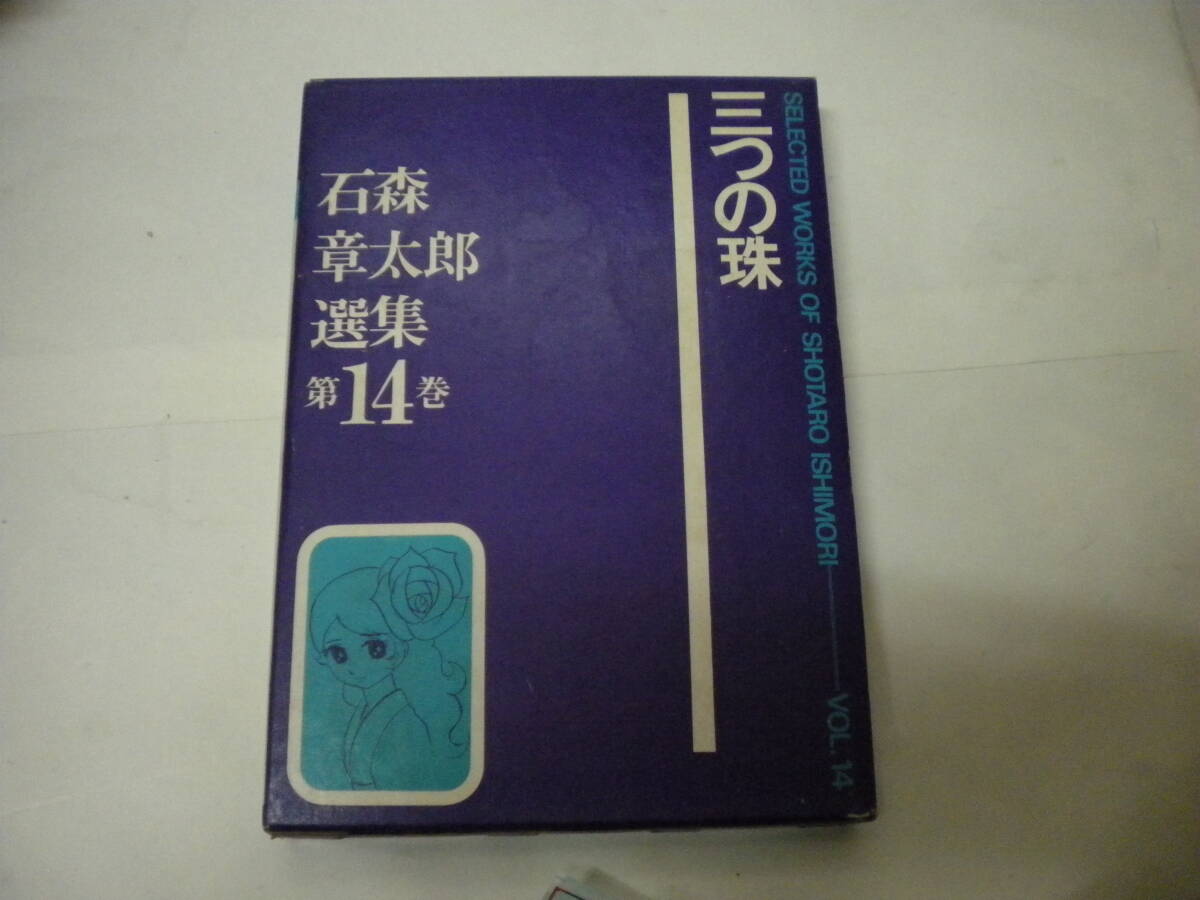 三つの珠
SELECTED WORKS OF SHOTARO ISHIMORI
VOL. 14
石森
章太郎
選集
第14巻